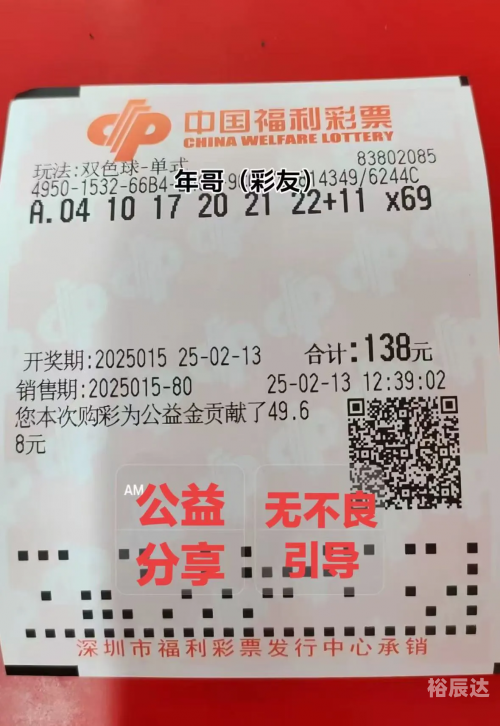 中国福利彩票
CHINA WELFARE LOTTERY
玩法:双色球-单式
83802085
4950-1532-66B4- 14349/6244C
年哥（彩友）
A.04 10 17 20 21 22+11 x69
开奖期:2025015 25-02-13 合计:138元
销售期:2025015-80 25-02-13 12:39:02
您本次购彩为公益金贡献了49.6
8元
AM
公益 无不良
分享 引导
深圳市福利彩票发行中心承销
裕辰达